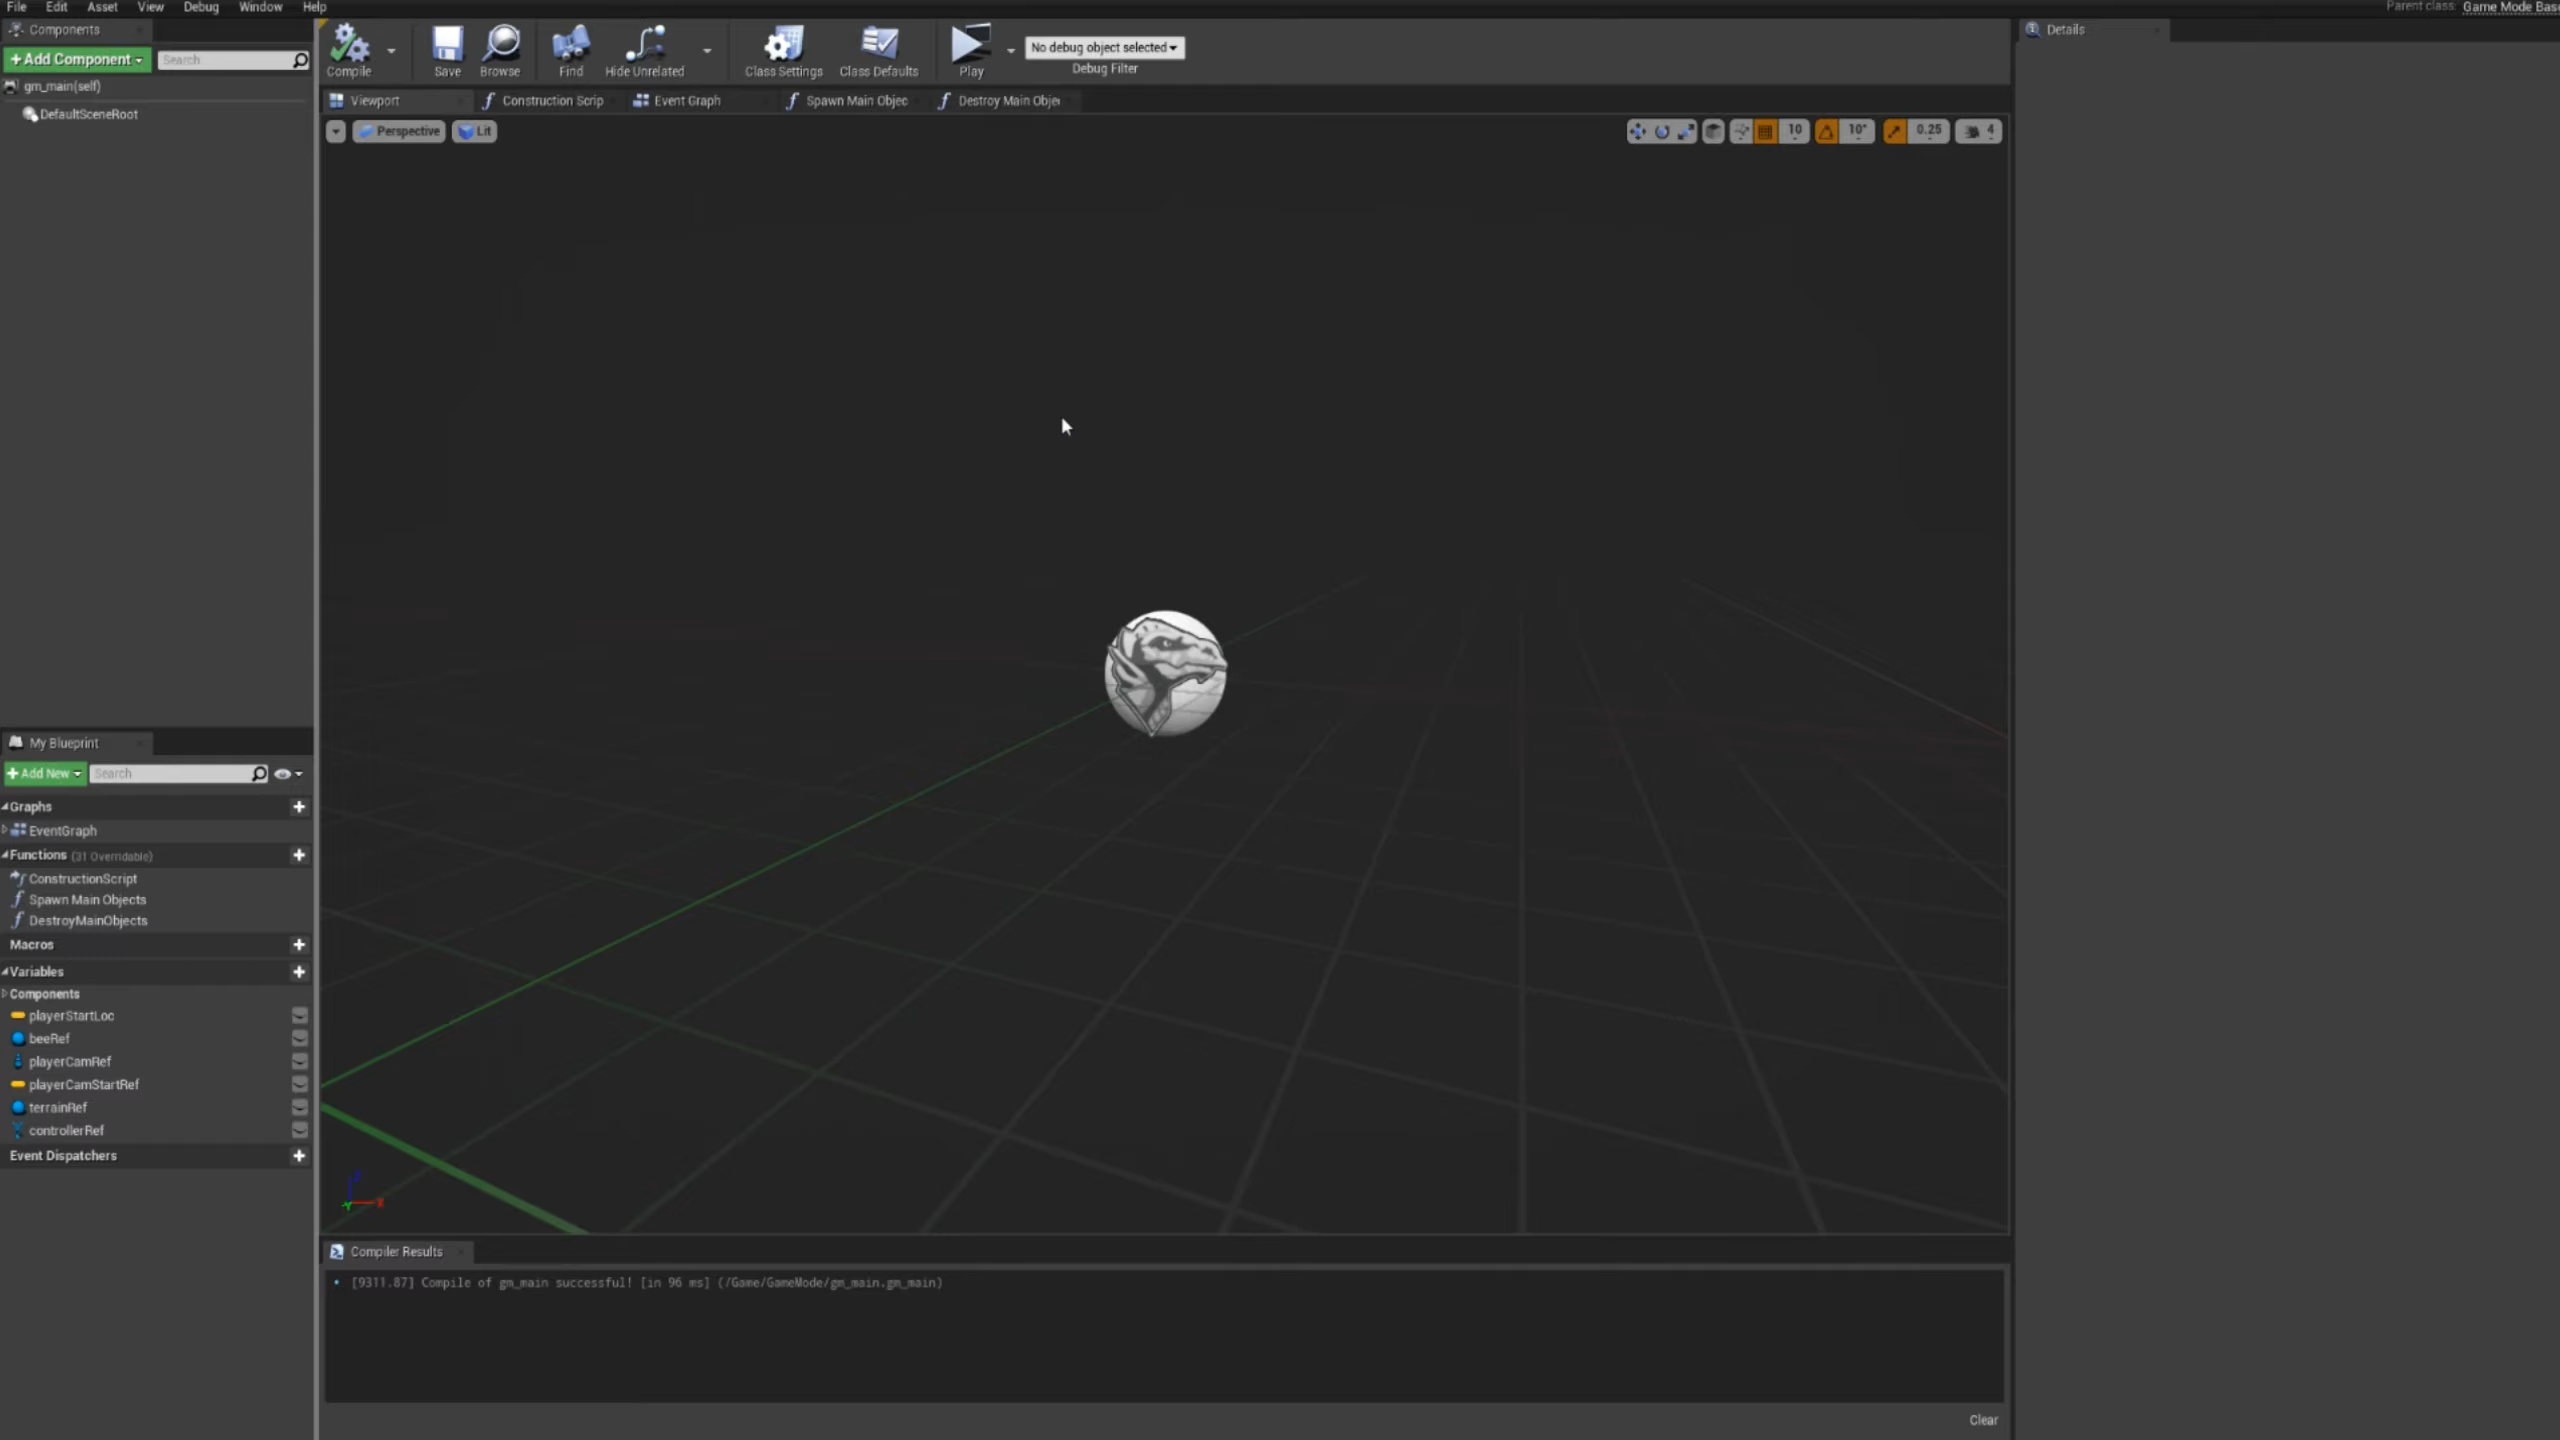 File Edit Asset View Debug Window Help
Parent class: Game Mode Bas
Components
Details
Add Component
Search
Compile
Save
Browse
Find
Hide Unrelated
Class Settings
Class Defaults
Play
No debug object selected
Debug Filter
gm_main(self)
DefaultSceneRoot
Viewport
Construction Scrip
Event Graph
Spawn Main Objec
Destroy Main Obje
Perspective
Lit
10
10°
0.25
4
My Blueprint
Add New
Search
Graphs
EventGraph
Functions (31 Overridable)
ConstructionScript
Spawn Main Objects
DestroyMainObjects
Macros
Variables
Components
playerStartLoc
beeRef
playerCamRef
playerCamStartRef
terrainRef
controllerRef
Event Dispatchers
Compiler Results
[9311.87] Compile of gm_main successful! [in 96 ms] (/Game/GameMode/gm_main.gm_main)
Clear